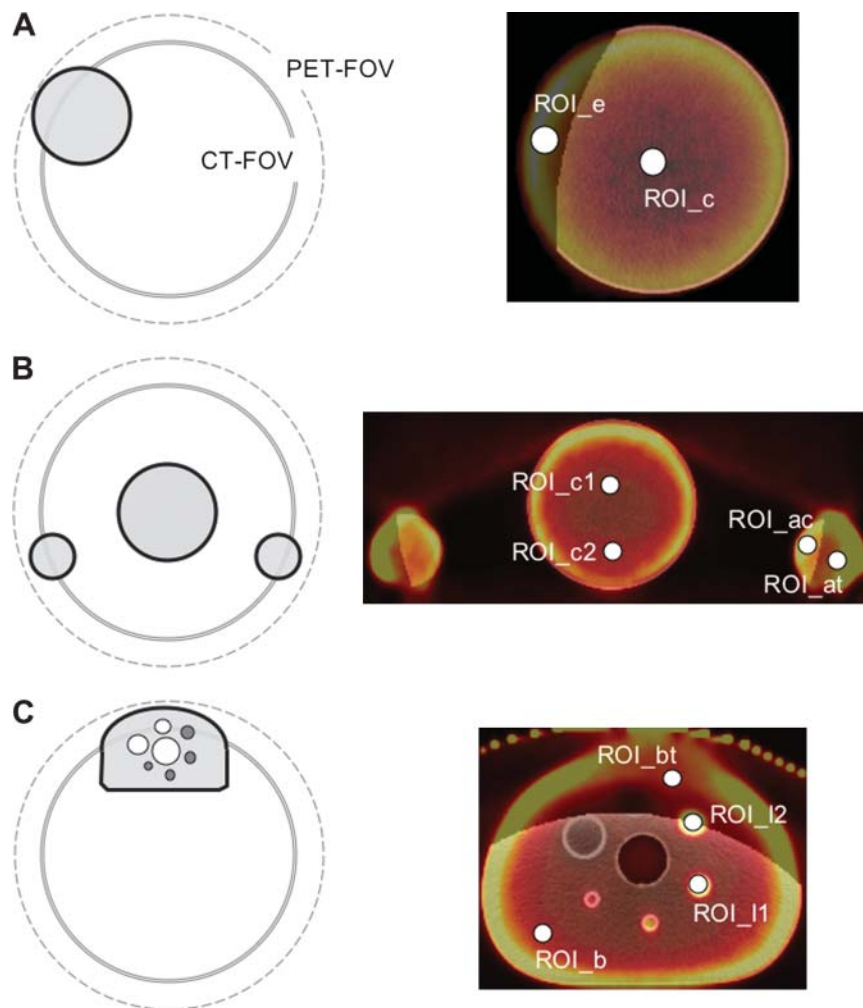 A
PET-FOV
CT-FOV
ROI_e
ROI_c
B
ROI_c1
ROI_c2
ROI_ac
ROI_at
C
ROI_bt
ROI_l2
ROI_l1
ROI_b